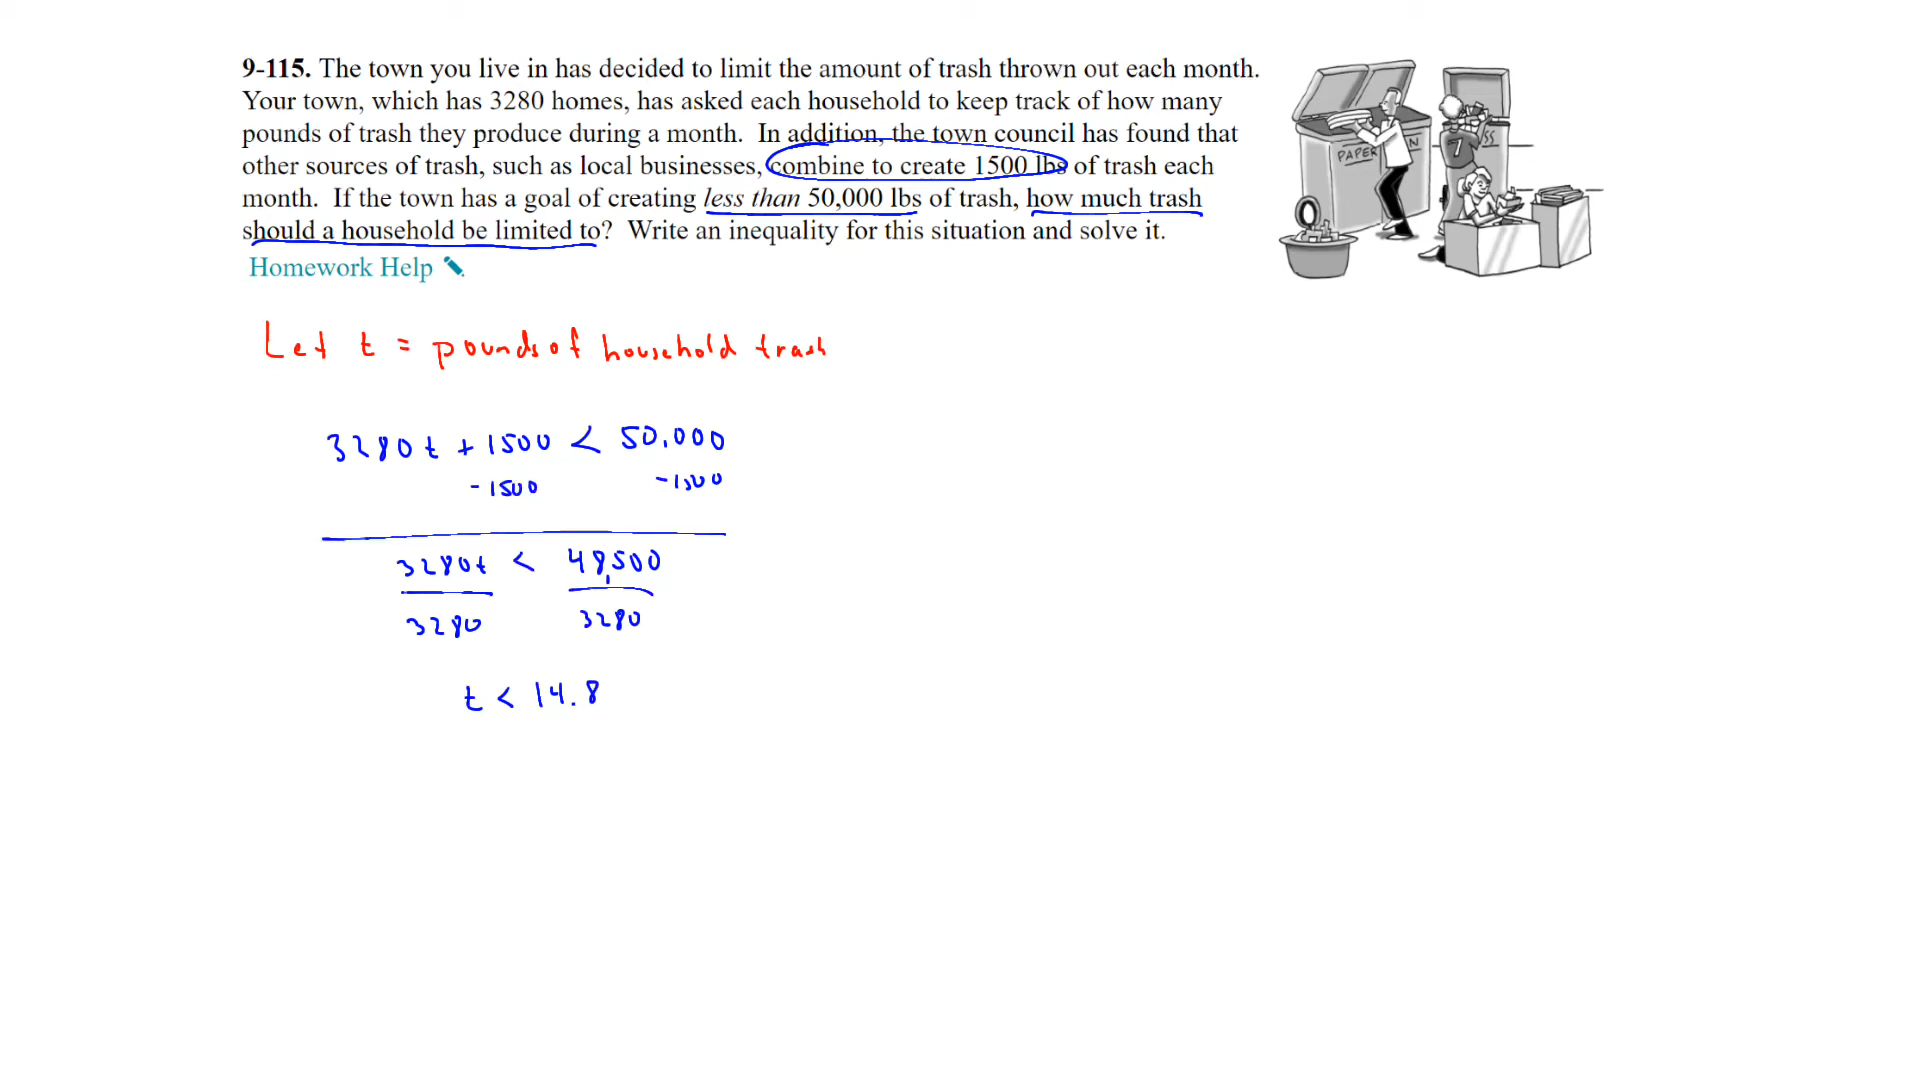 9-115. The town you live in has decided to limit the amount of trash thrown out each month.
Your town, which has 3280 homes, has asked each household to keep track of how many
pounds of trash they produce during a month. In addition, the town council has found that
other sources of trash, such as local businesses, combine to create 1500 lbs of trash each
month. If the town has a goal of creating less than 50,000 lbs of trash, how much trash
should a household be limited to? Write an inequality for this situation and solve it.
Homework Help
PAPER
N
SS
7
Let t = pounds of household trash
3280t + 1500 < 50,000
-1500 -1500
3280t < 48,500
3280 3280
t < 14.8